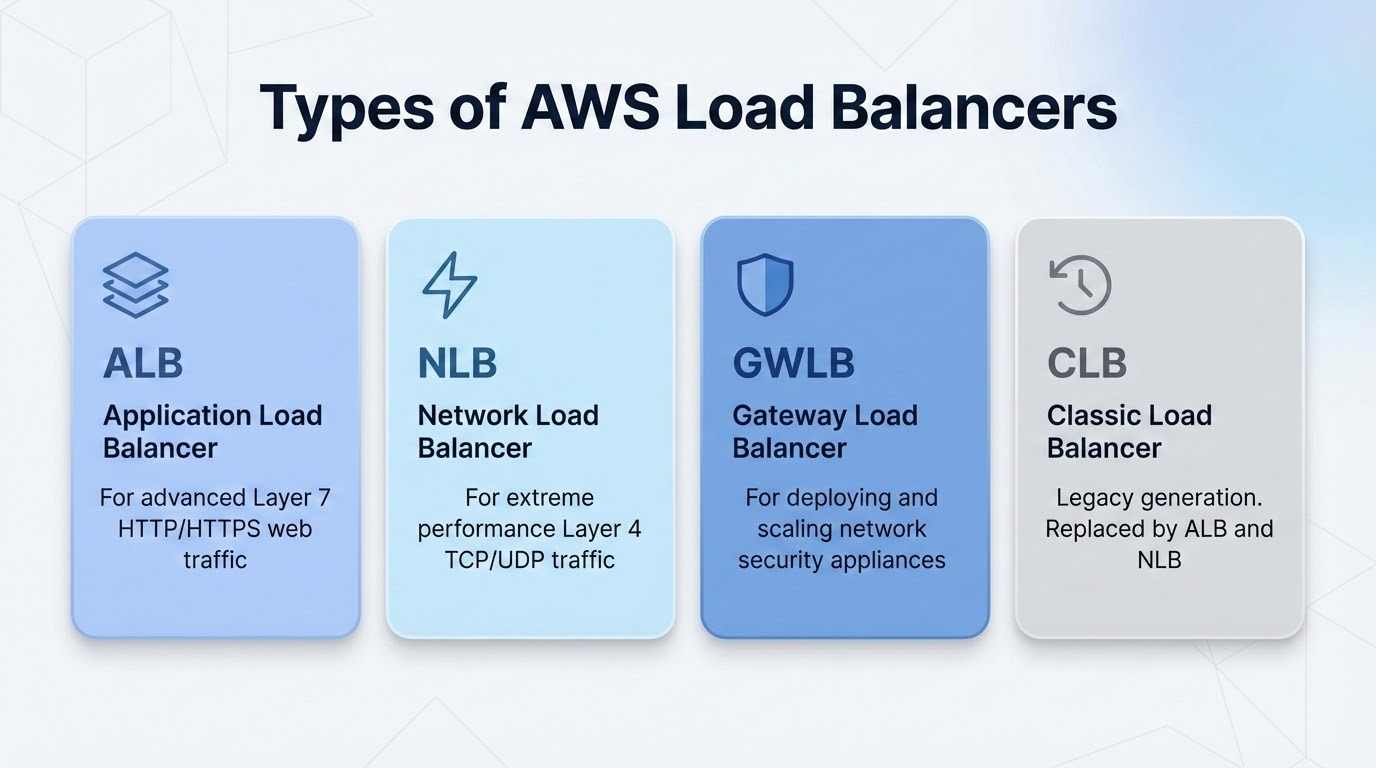 Types of AWS Load Balancers
ALB
Application Load
Balancer
For advanced Layer 7
HTTP/HTTPS web
traffic
NLB
Network Load
Balancer
For extreme
performance Layer 4
TCP/UDP traffic
GWLB
Gateway Load
Balancer
For deploying and
scaling network
security appliances
CLB
Classic Load
Balancer
Legacy generation.
Replaced by ALB and
NLB